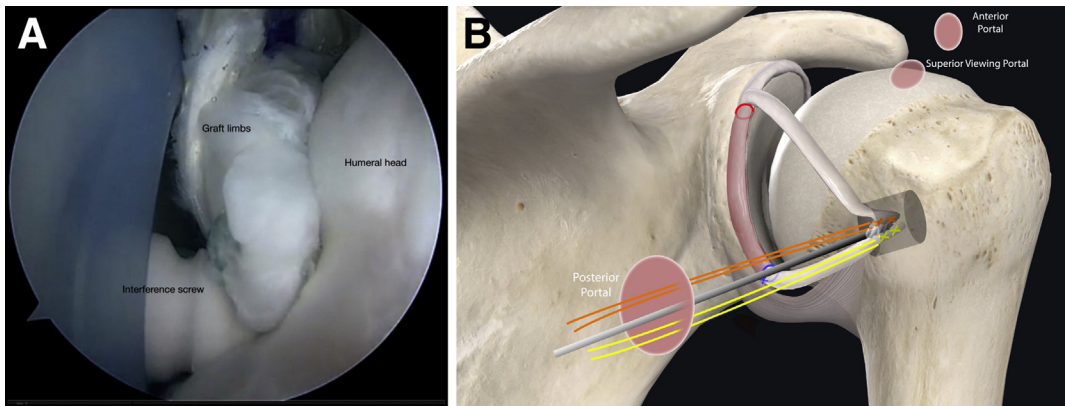 A
Graft limbs
Humeral head
Interference screw
B
Anterior
Portal
Superior Viewing Portal
Posterior
Portal